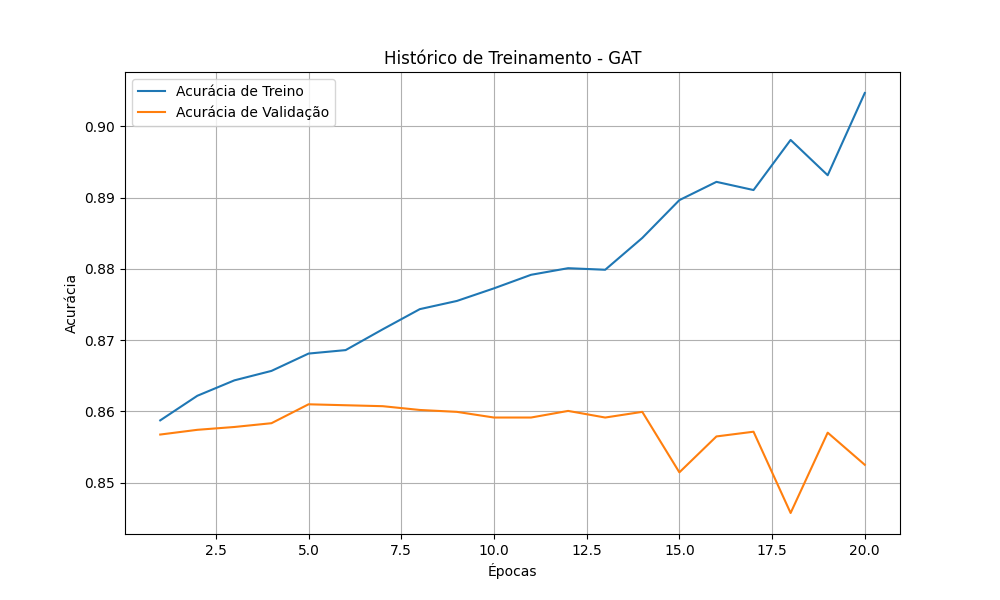 Histórico de Treinamento - GAT
Acurácia de Treino
Acurácia de Validação
Acurácia
0.90
0.89
0.88
0.87
0.86
0.85
2.5 5.0 7.5 10.0 12.5 15.0 17.5 20.0
Épocas